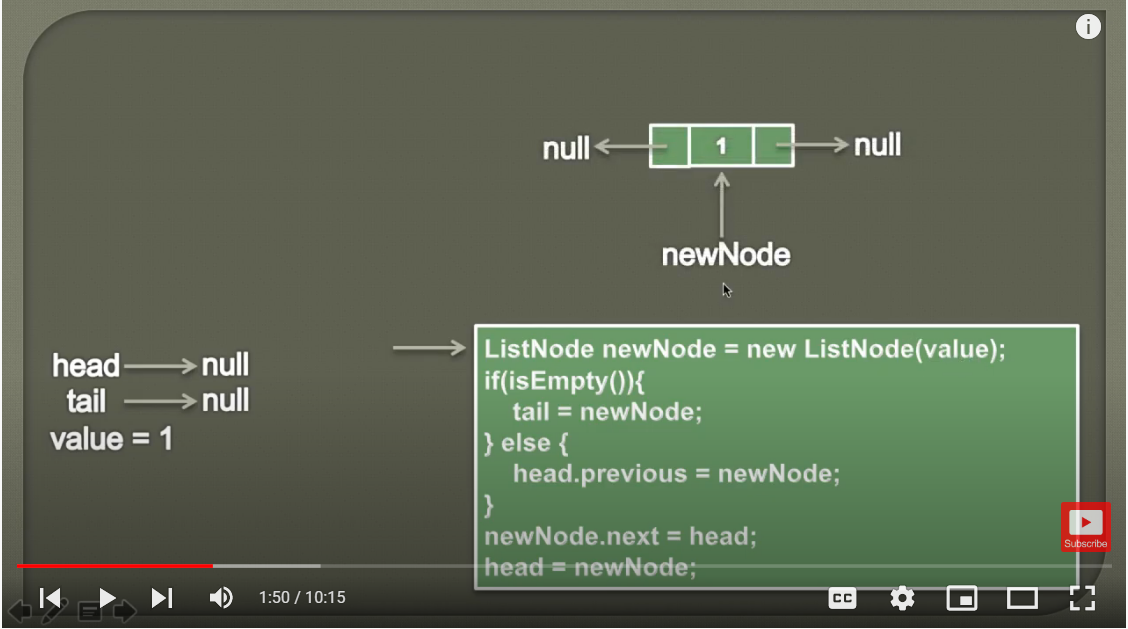 null
1
null
newNode
head
null
tail
null
value = 1
ListNode newNode = new ListNode(value);
if(isEmpty()){
tail = newNode;
} else {
head.previous = newNode;
}
newNode.next = head;
head = newNode;
Subscribe
1:50 / 10:15
CC